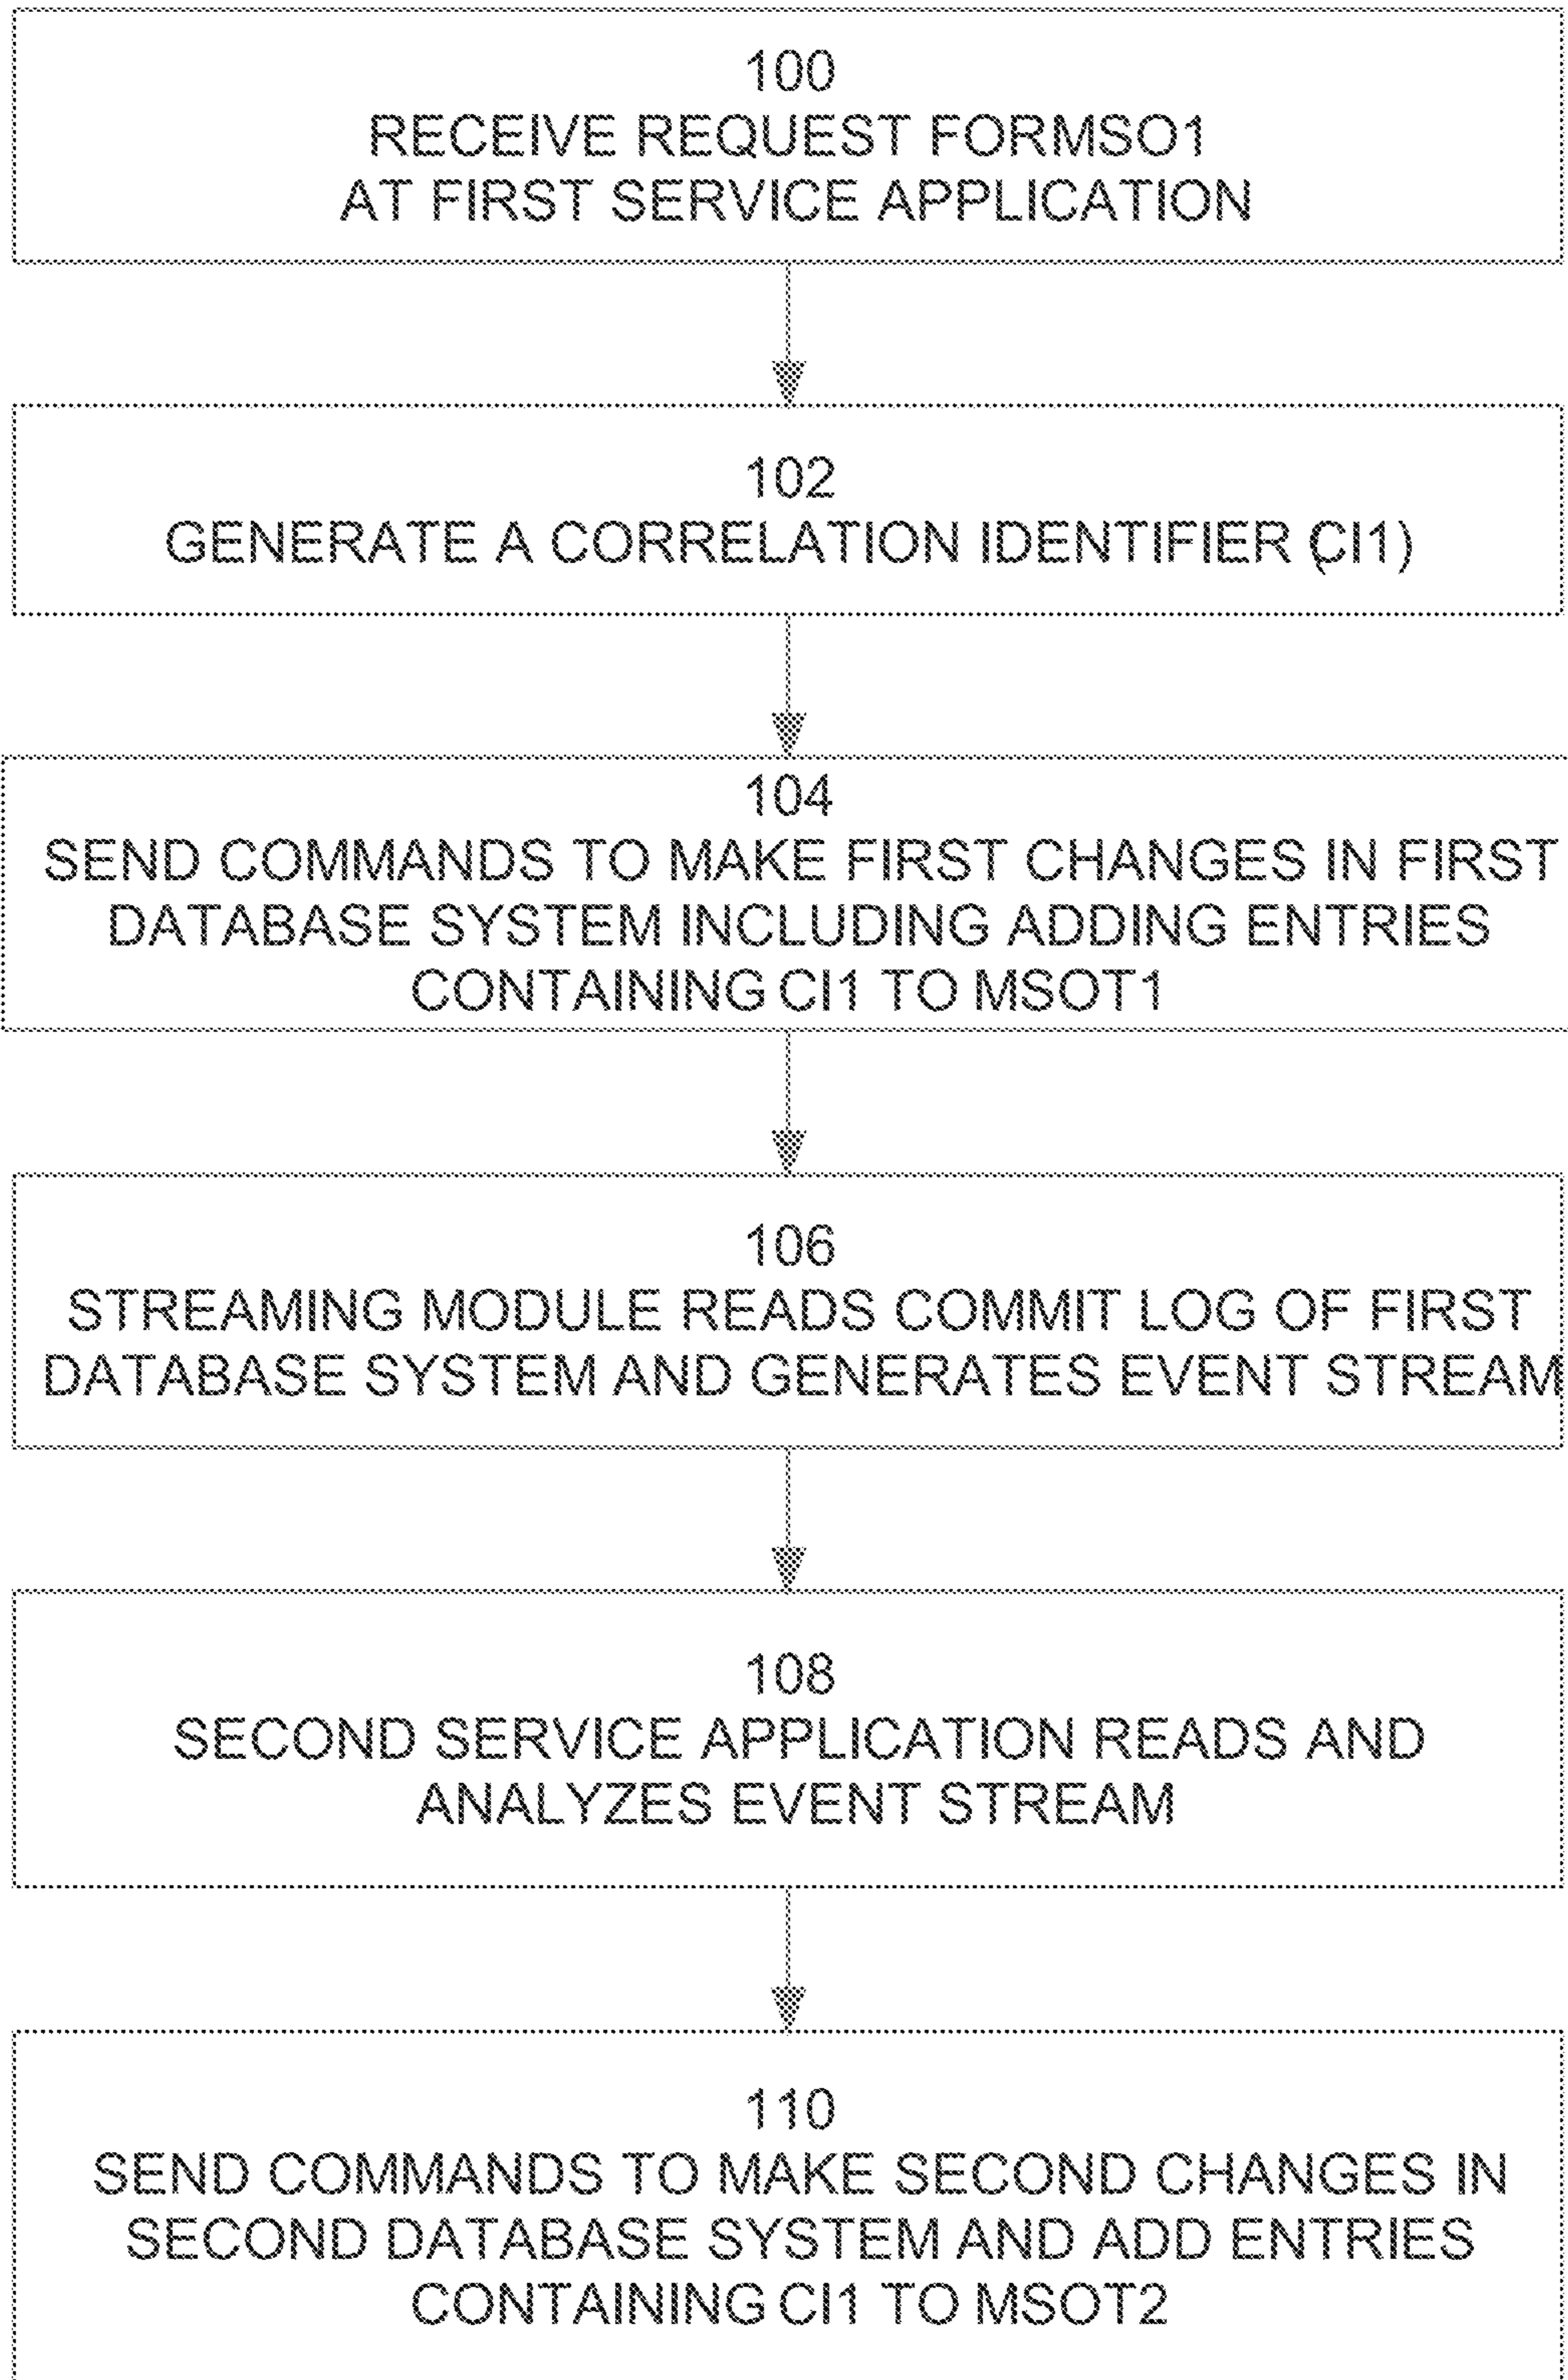 100
RECEIVE REQUEST FORMSO1
AT FIRST SERVICE APPLICATION
102
GENERATE A CORRELATION IDENTIFIER (CI1)
104
SEND COMMANDS TO MAKE FIRST CHANGES IN FIRST
DATABASE SYSTEM INCLUDING ADDING ENTRIES
CONTAINING CI1 TO MSOT1
106
STREAMING MODULE READS COMMIT LOG OF FIRST
DATABASE SYSTEM AND GENERATES EVENT STREAM
108
SECOND SERVICE APPLICATION READS AND
ANALYZES EVENT STREAM
110
SEND COMMANDS TO MAKE SECOND CHANGES IN
SECOND DATABASE SYSTEM AND ADD ENTRIES
CONTAINING CI1 TO MSOT2